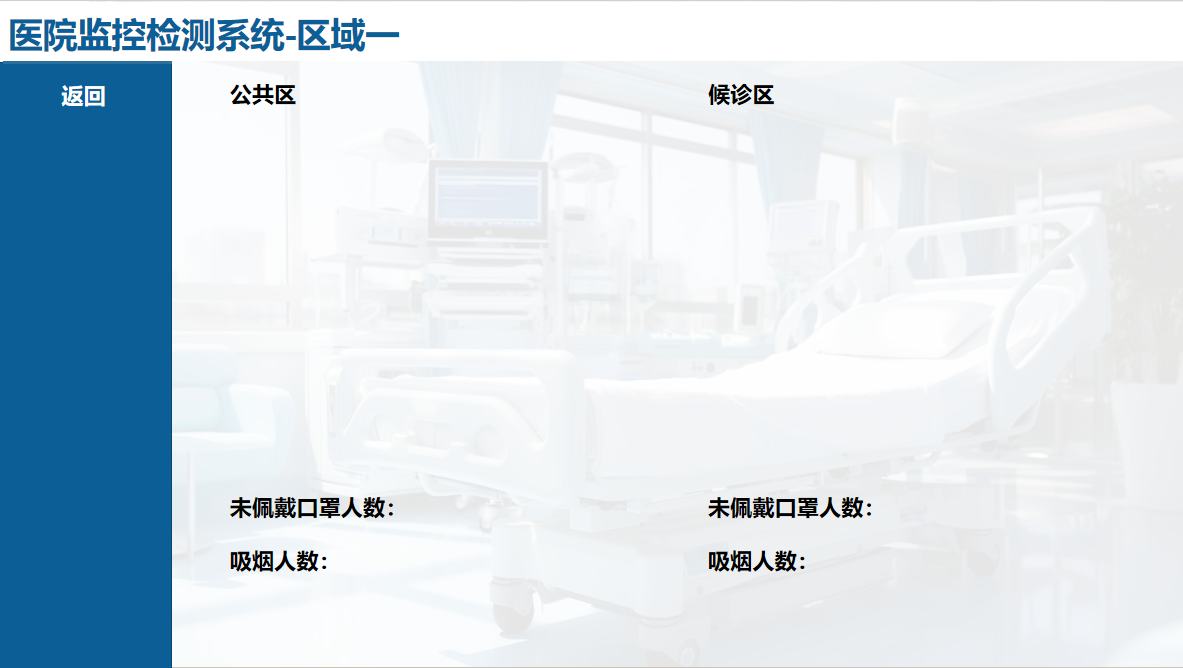 医院监控检测系统-区域一
返回
公共区
候诊区
未佩戴口罩人数：
未佩戴口罩人数：
吸烟人数：
吸烟人数：